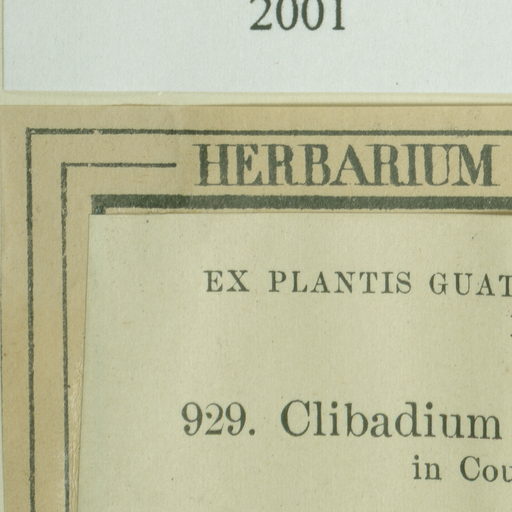 2001
HERBARIUM
EX PLANTIS GUAT
929. Clibadium
in Cou